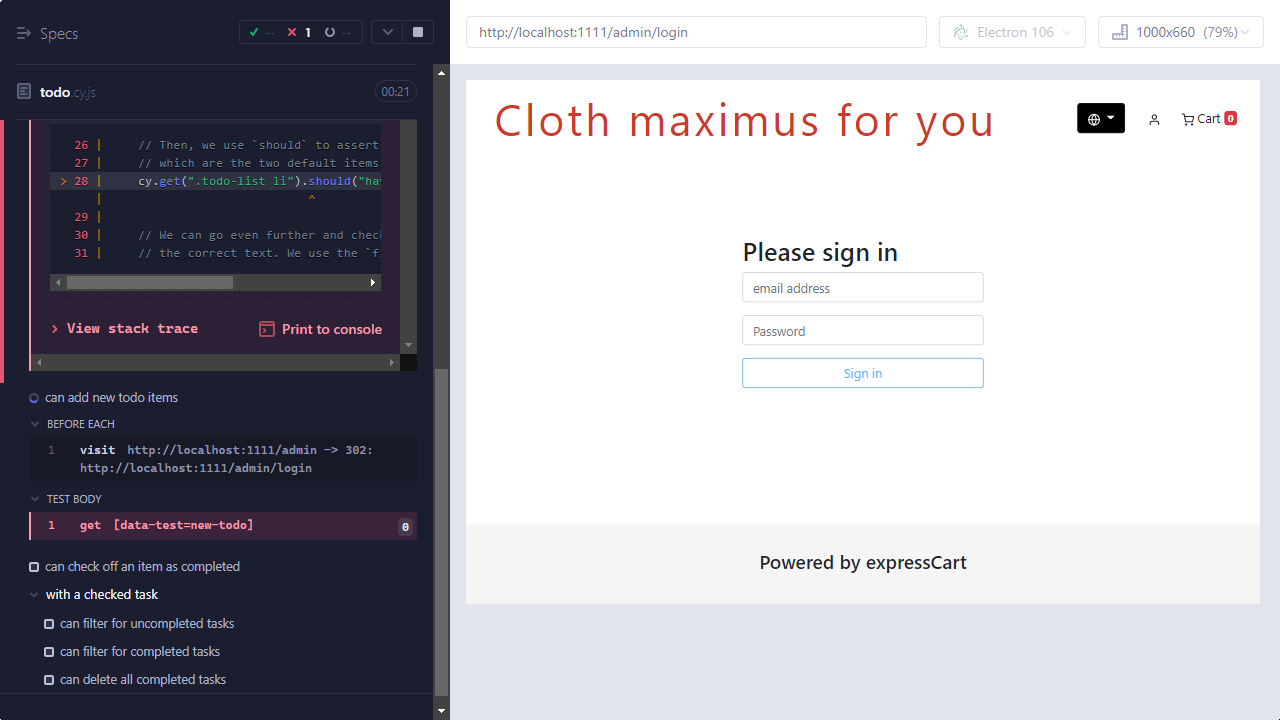 Specs
-- 1 --
todo.cy.js
00:21
26 | // Then, we use `should` to assert
27 | // which are the two default items
> 28 | cy.get(".todo-list li").should("ha
| ^
29 |
30 | // We can go even further and chec
31 | // the correct text. We use the `f
View stack trace
Print to console
can add new todo items
BEFORE EACH
1 visit http://localhost:1111/admin -> 302:
http://localhost:1111/admin/login
TEST BODY
1 get [data-test=new-todo] 0
can check off an item as completed
with a checked task
can filter for uncompleted tasks
can filter for completed tasks
can delete all completed tasks
http://localhost:1111/admin/login
Electron 106
1000x660 (79%)
Cloth maximus for you
Cart 0
Please sign in
email address
Password
Sign in
Powered by expressCart